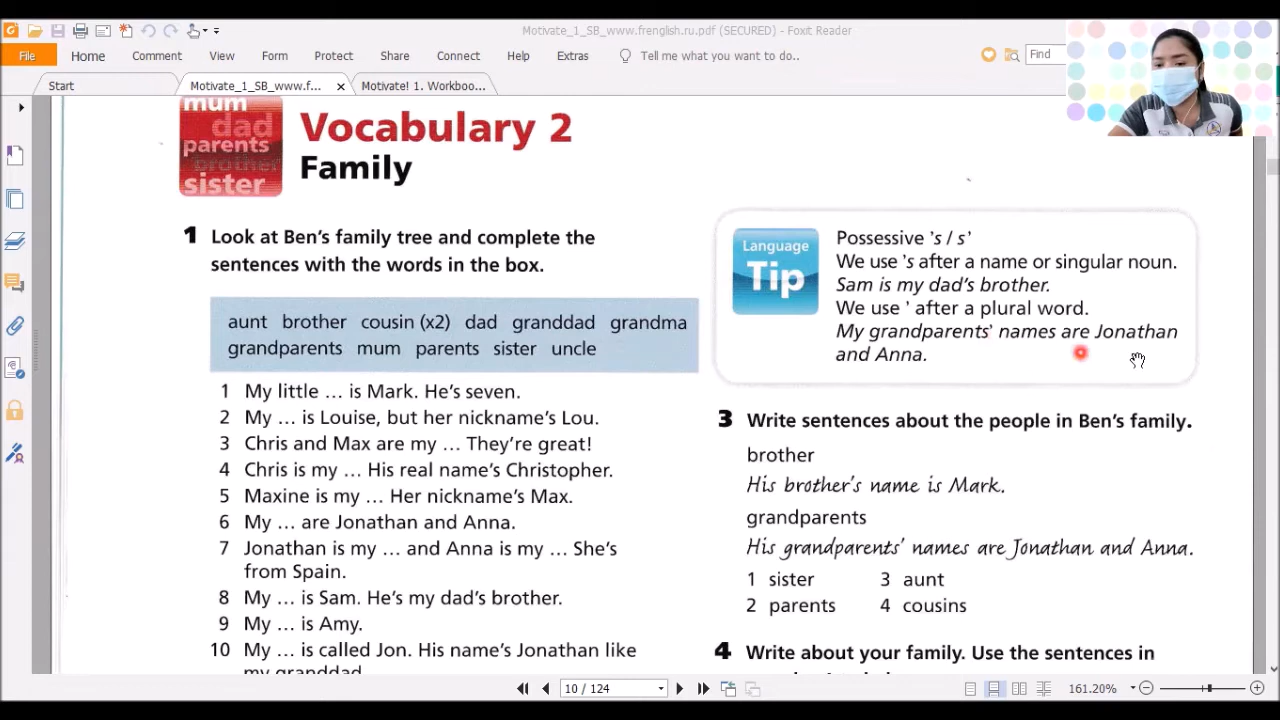 Motivate_1_SB_www.frenglish.ru.pdf (SECURED) - Foxit Reader
File Home Comment View Form Protect Share Connect Help Extras Tell me what you want to do.. Find
Start Motivate_1_SB_www.f... Motivate! 1. Workboo...
mum
dad
parents
brother
sister
Vocabulary 2
Family
1 Look at Ben's family tree and complete the
sentences with the words in the box.
aunt brother cousin (x2) dad granddad grandma
grandparents mum parents sister uncle
1 My little … is Mark. He's seven.
2 My … is Louise, but her nickname's Lou.
3 Chris and Max are my … They're great!
4 Chris is my … His real name's Christopher.
5 Maxine is my … Her nickname's Max.
6 My … are Jonathan and Anna.
7 Jonathan is my … and Anna is my … She's
from Spain.
8 My … is Sam. He's my dad's brother.
9 My … is Amy.
10 My … is called Jon. His name's Jonathan like
my granddad.
Language
Tip
Possessive 's / s'
We use 's after a name or singular noun.
Sam is my dad's brother.
We use ' after a plural word.
My grandparents' names are Jonathan
and Anna.
3 Write sentences about the people in Ben's family.
brother
His brother's name is Mark.
grandparents
His grandparents' names are Jonathan and Anna.
1 sister 3 aunt
2 parents 4 cousins
4 Write about your family. Use the sentences in
10 / 124
161.20%